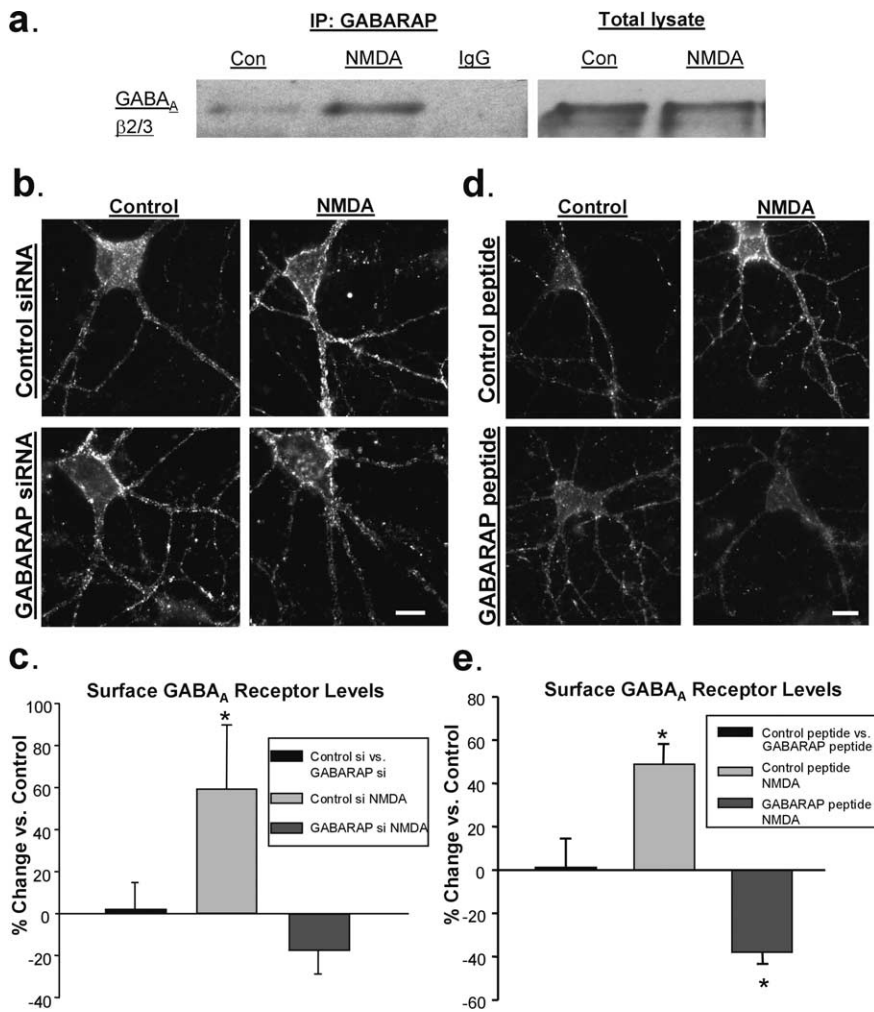 a.
IP: GABARAP
Total lysate
Con NMDA IgG
Con NMDA
GABA_A
β2/3
b.
Control NMDA
Control siRNA
GABARAP siRNA
d.
Control NMDA
Control peptide
GABARAP peptide
c.
Surface GABA_A Receptor Levels
% Change vs. Control
100
80
60
40
20
0
-20
-40
*
Control si vs.
GABARAP si
Control si NMDA
GABARAP si NMDA
e.
Surface GABA_A Receptor Levels
% Change vs. Control
80
60
40
20
0
-20
-40
-60
*
*
Control peptide vs.
GABARAP peptide
Control peptide
NMDA
GABARAP peptide
NMDA